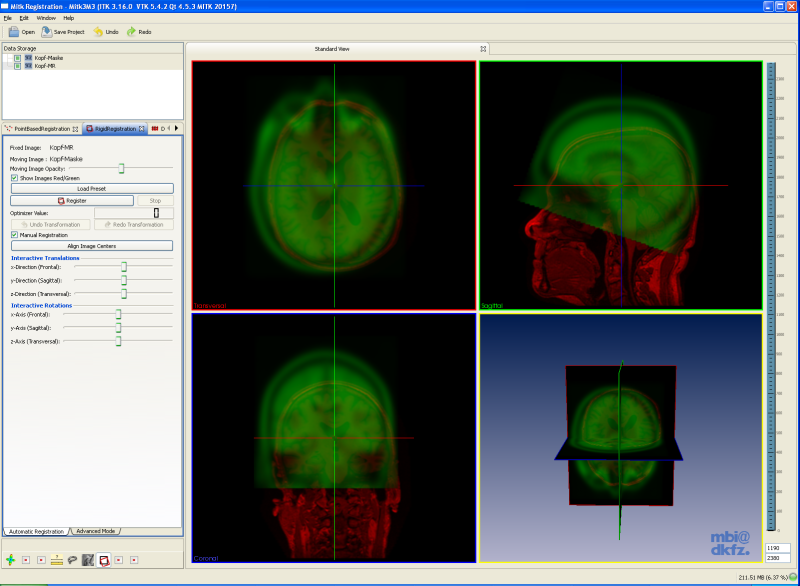 Mitk Registration - Mitk3M3 (ITK 3.16.0 VTK 5.4.2 Qt 4.5.3 MITK 20157)
File Edit Window Help
Open Save Project Undo Redo
Data Storage
Kopf-Maske
Kopf-MR
Standard View
PointBasedRegistration RigidRegistration D
Fixed Image: Kopf-MR
Moving Image : Kopf-Maske
Moving Image Opacity:
Show Images Red/Green
Load Preset
Register Stop
Optimizer Value:
Undo Transformation Redo Transformation
Manual Registration
Align Image Centers
Interactive Translations
x-Direction (Frontal):
y-Direction (Sagittal):
z-Direction (Transversal):
Interactive Rotations
x-Axis (Frontal):
y-Axis (Sagittal):
z-Axis (Transversal):
Automatic Registration Advanced Mode
Transversal
Sagittal
Coronal
mbi@
dkfz.
1190
2380
211.51 MB (6.37 %)